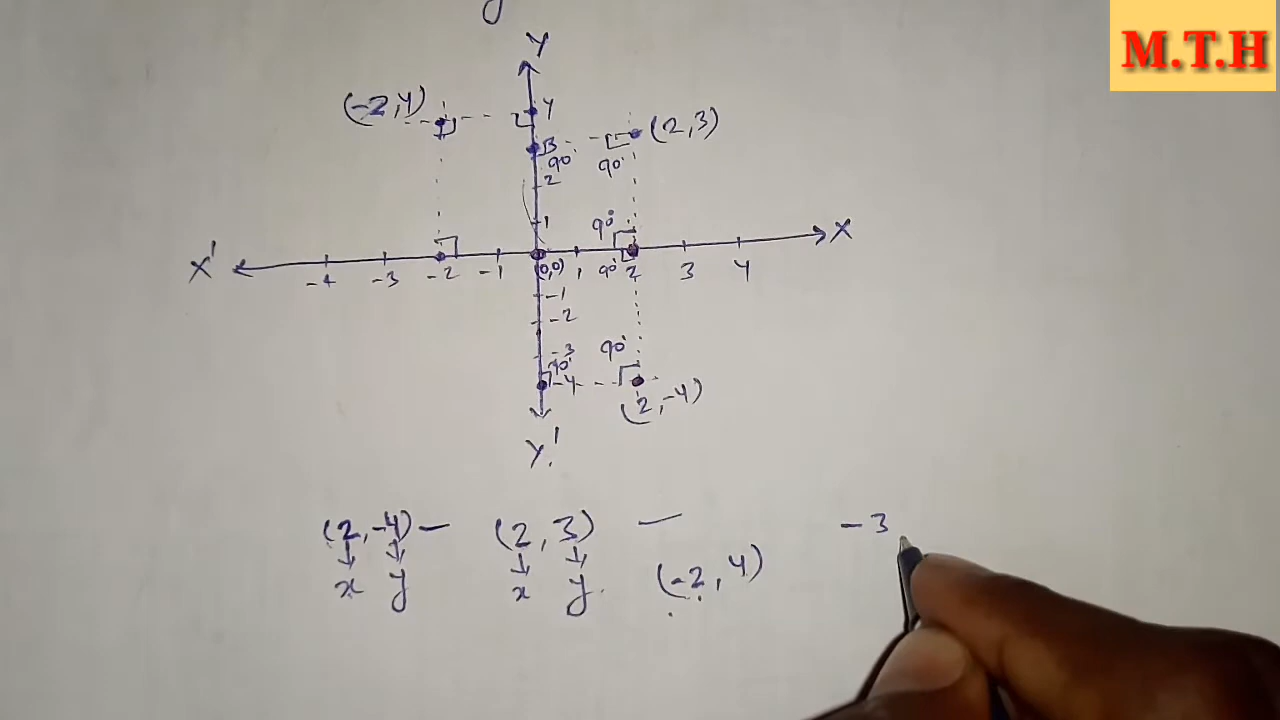 M.T.H
Y
(-2,4) 4
(2,3)
3
90° 90°
2
1 90°
X' X
-4 -3 -2 -1 (0,0) 1 90° 2 3 4
-1
-2
-3 90°
90°
-4
(2,-4)
Y'
(2,-4) – (2,3) – -3
x y x y. (-2,4)